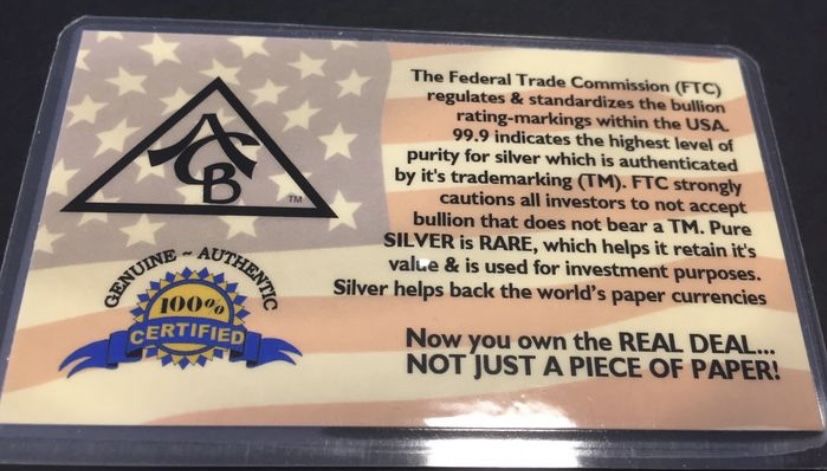 ACB
TM
GENUINE ~ AUTHENTIC
100%
CERTIFIED
The Federal Trade Commission (FTC)
regulates & standardizes the bullion
rating-markings within the USA.
99.9 indicates the highest level of
purity for silver which is authenticated
by it's trademarking (TM). FTC strongly
cautions all investors to not accept
bullion that does not bear a TM. Pure
SILVER is RARE, which helps it retain it's
value & is used for investment purposes.
Silver helps back the world's paper currencies
Now you own the REAL DEAL...
NOT JUST A PIECE OF PAPER!